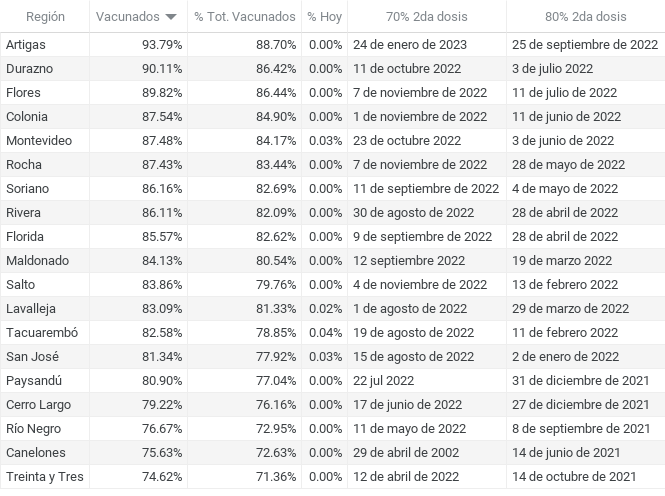 Región Vacunados % Tot. Vacunados % Hoy 70% 2da dosis 80% 2da dosis
Artigas 93.79% 88.70% 0.00% 24 de enero de 2023 25 de septiembre de 2022
Durazno 90.11% 86.42% 0.00% 11 de octubre 2022 3 de julio 2022
Flores 89.82% 86.44% 0.00% 7 de noviembre de 2022 11 de julio de 2022
Colonia 87.54% 84.90% 0.00% 1 de noviembre de 2022 11 de junio de 2022
Montevideo 87.48% 84.17% 0.03% 23 de octubre 2022 3 de junio de 2022
Rocha 87.43% 83.44% 0.00% 7 de noviembre de 2022 28 de mayo de 2022
Soriano 86.16% 82.69% 0.00% 11 de septiembre de 2022 4 de mayo de 2022
Rivera 86.11% 82.09% 0.00% 30 de agosto de 2022 28 de abril de 2022
Florida 85.57% 82.62% 0.00% 9 de septiembre de 2022 28 de abril de 2022
Maldonado 84.13% 80.54% 0.00% 12 septiembre 2022 19 de marzo 2022
Salto 83.86% 79.76% 0.00% 4 de noviembre de 2022 13 de febrero 2022
Lavalleja 83.09% 81.33% 0.02% 1 de agosto de 2022 29 de marzo de 2022
Tacuarembó 82.58% 78.85% 0.04% 19 de agosto de 2022 11 de febrero 2022
San José 81.34% 77.92% 0.03% 15 de agosto de 2022 2 de enero de 2022
Paysandú 80.90% 77.04% 0.00% 22 jul 2022 31 de diciembre de 2021
Cerro Largo 79.22% 76.16% 0.00% 17 de junio de 2022 27 de diciembre de 2021
Río Negro 76.67% 72.95% 0.00% 11 de mayo de 2022 8 de septiembre de 2021
Canelones 75.63% 72.63% 0.00% 29 de abril de 2002 14 de junio de 2021
Treinta y Tres 74.62% 71.36% 0.00% 12 de abril de 2022 14 de octubre de 2021